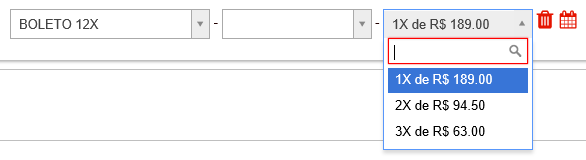 BOLETO 12X - - 1X de R$ 189.00
1X de R$ 189.00
2X de R$ 94.50
3X de R$ 63.00